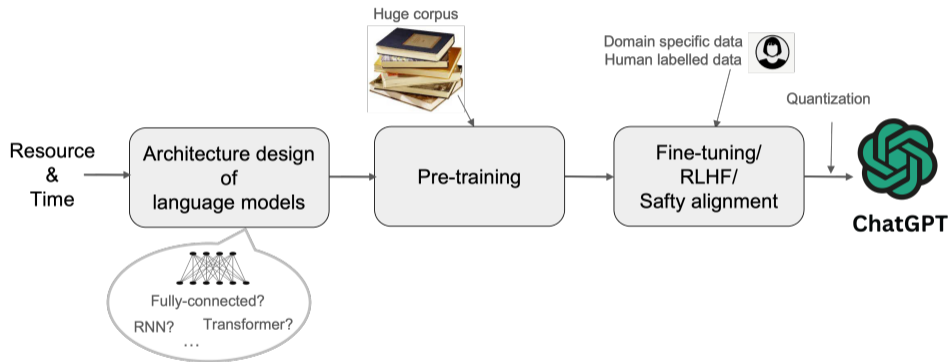 Huge corpus
Domain specific data
Human labelled data
Quantization
Resource
&
Time
Architecture design
of
language models
Pre-training
Fine-tuning/
RLHF/
Safty alignment
ChatGPT
Fully-connected?
RNN?
Transformer?
...